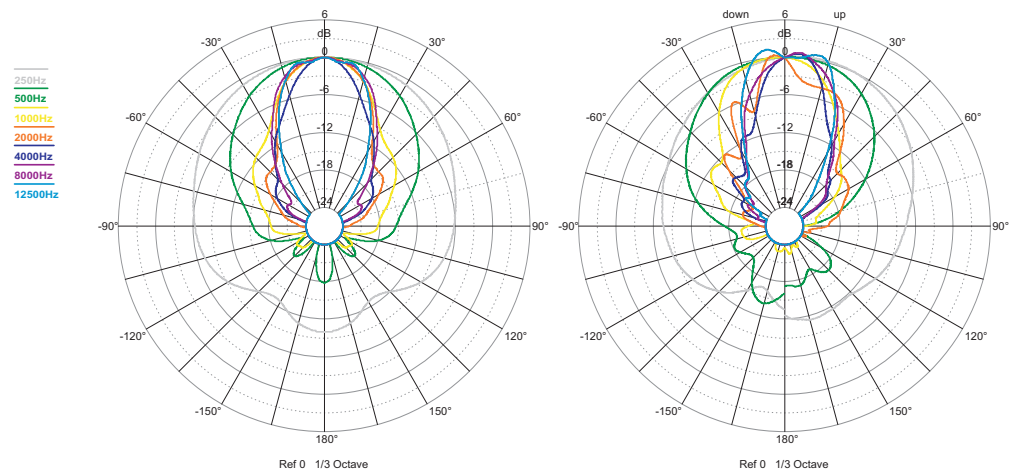 250Hz
500Hz
1000Hz
2000Hz
4000Hz
8000Hz
12500Hz
6
dB
0
-6
-12
-18
-24
-30°
30°
-60°
60°
-90°
90°
-120°
120°
-150°
150°
180°
Ref 0 1/3 Octave
down
6
up
dB
0
-6
-12
-18
-24
-30°
30°
-60°
60°
-90°
90°
-120°
120°
-150°
150°
180°
Ref 0 1/3 Octave